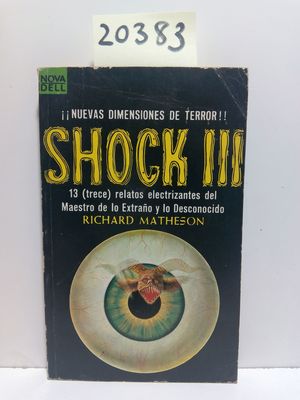 20383
NOVA
DELL
¡¡NUEVAS DIMENSIONES DE TERROR!!
SHOCK III
13 (trece) relatos electrizantes del
Maestro de lo Extraño y lo Desconocido
RICHARD MATHESON